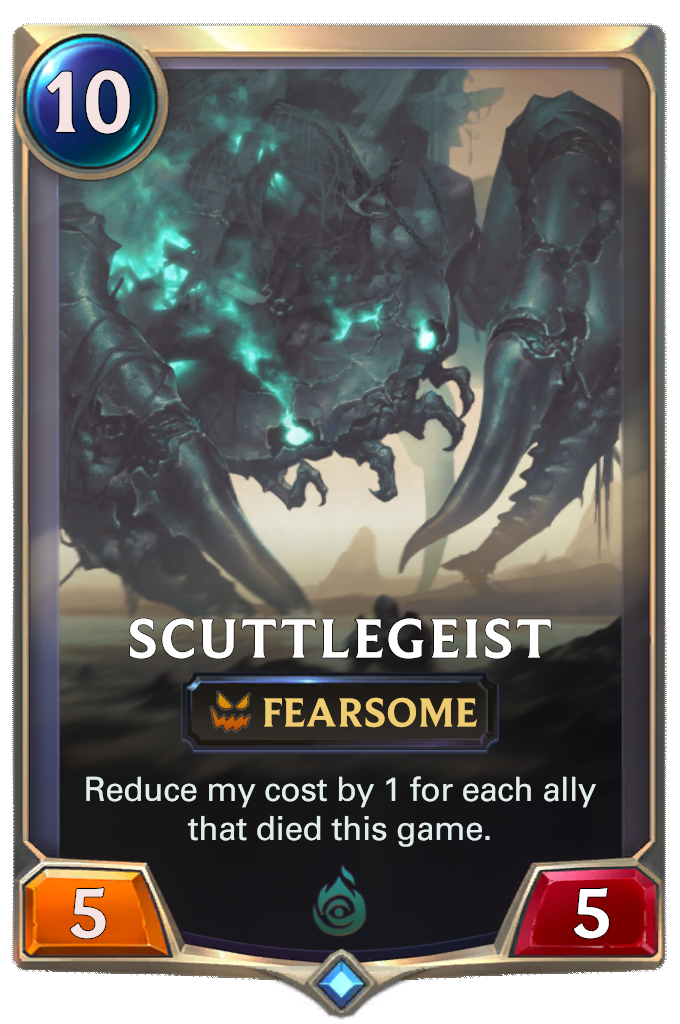 10
SCUTTLEGEIST
FEARSOME
Reduce my cost by 1 for each ally
that died this game.
5 5